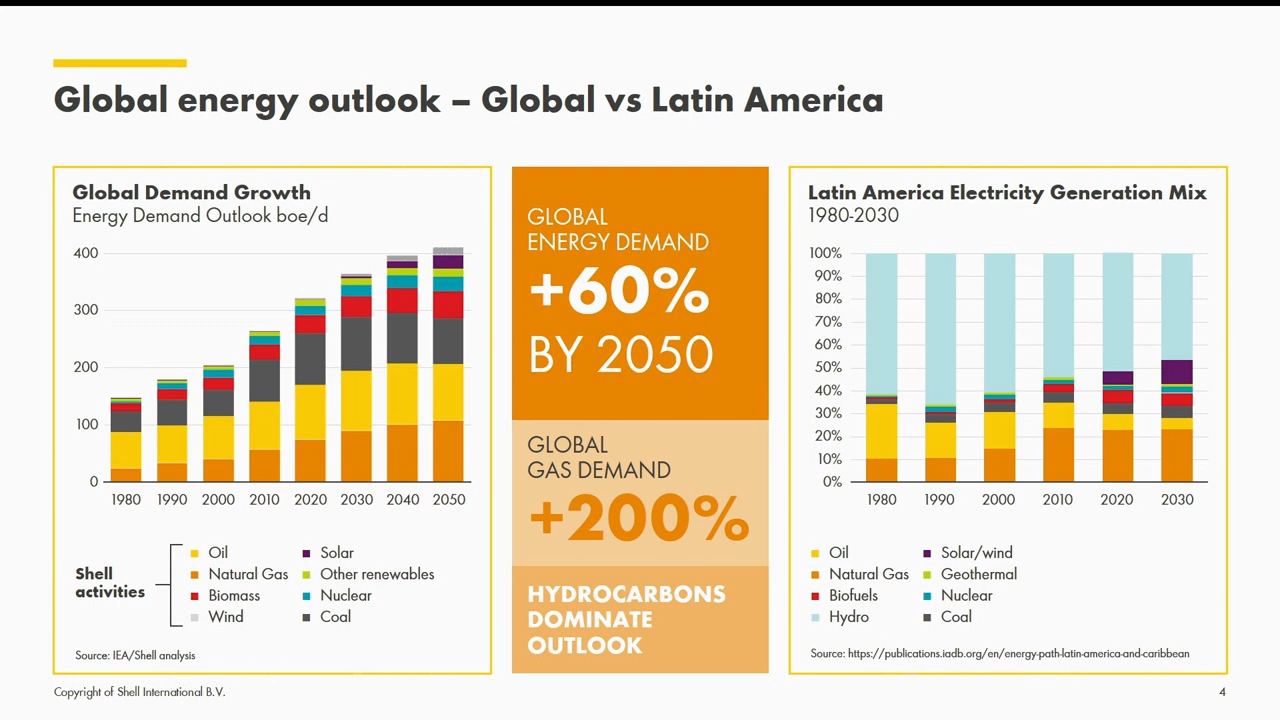 Global energy outlook – Global vs Latin America
Global Demand Growth
Energy Demand Outlook boe/d
400
300
200
100
0
1980 1990 2000 2010 2020 2030 2040 2050
Shell
activities
Oil
Natural Gas
Biomass
Wind
Solar
Other renewables
Nuclear
Coal
Source: IEA/Shell analysis
GLOBAL
ENERGY DEMAND
+60%
BY 2050
GLOBAL
GAS DEMAND
+200%
HYDROCARBONS
DOMINATE
OUTLOOK
Latin America Electricity Generation Mix
1980-2030
100%
90%
80%
70%
60%
50%
40%
30%
20%
10%
0%
1980 1990 2000 2010 2020 2030
Oil
Natural Gas
Biofuels
Hydro
Solar/wind
Geothermal
Nuclear
Coal
Source: https://publications.iadb.org/en/energy-path-latin-america-and-caribbean
Copyright of Shell International B.V.
4